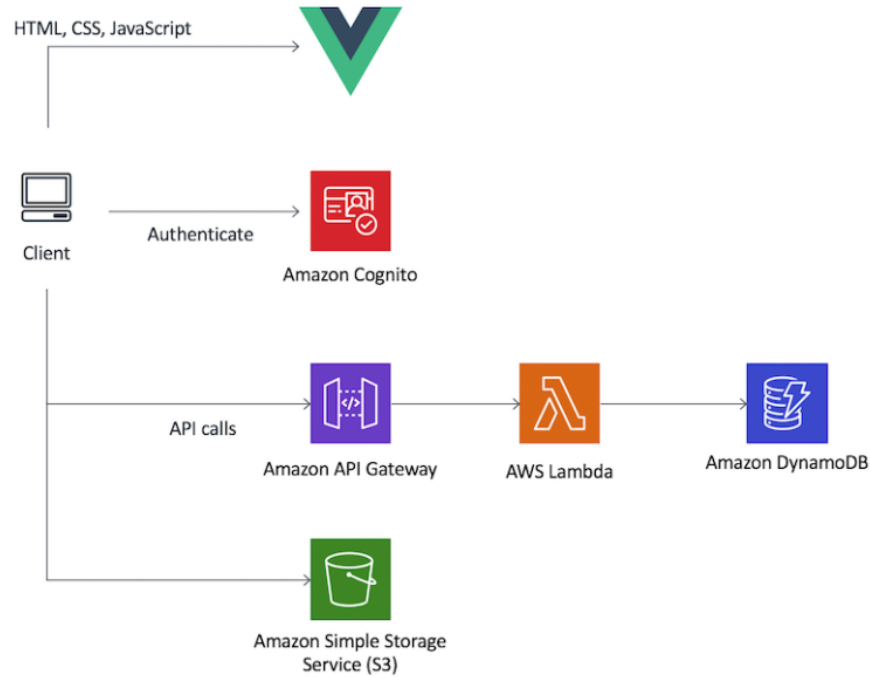 HTML, CSS, JavaScript
Client
Authenticate
Amazon Cognito
API calls
Amazon API Gateway
</>
AWS Lambda
Amazon DynamoDB
Amazon Simple Storage
Service (S3)